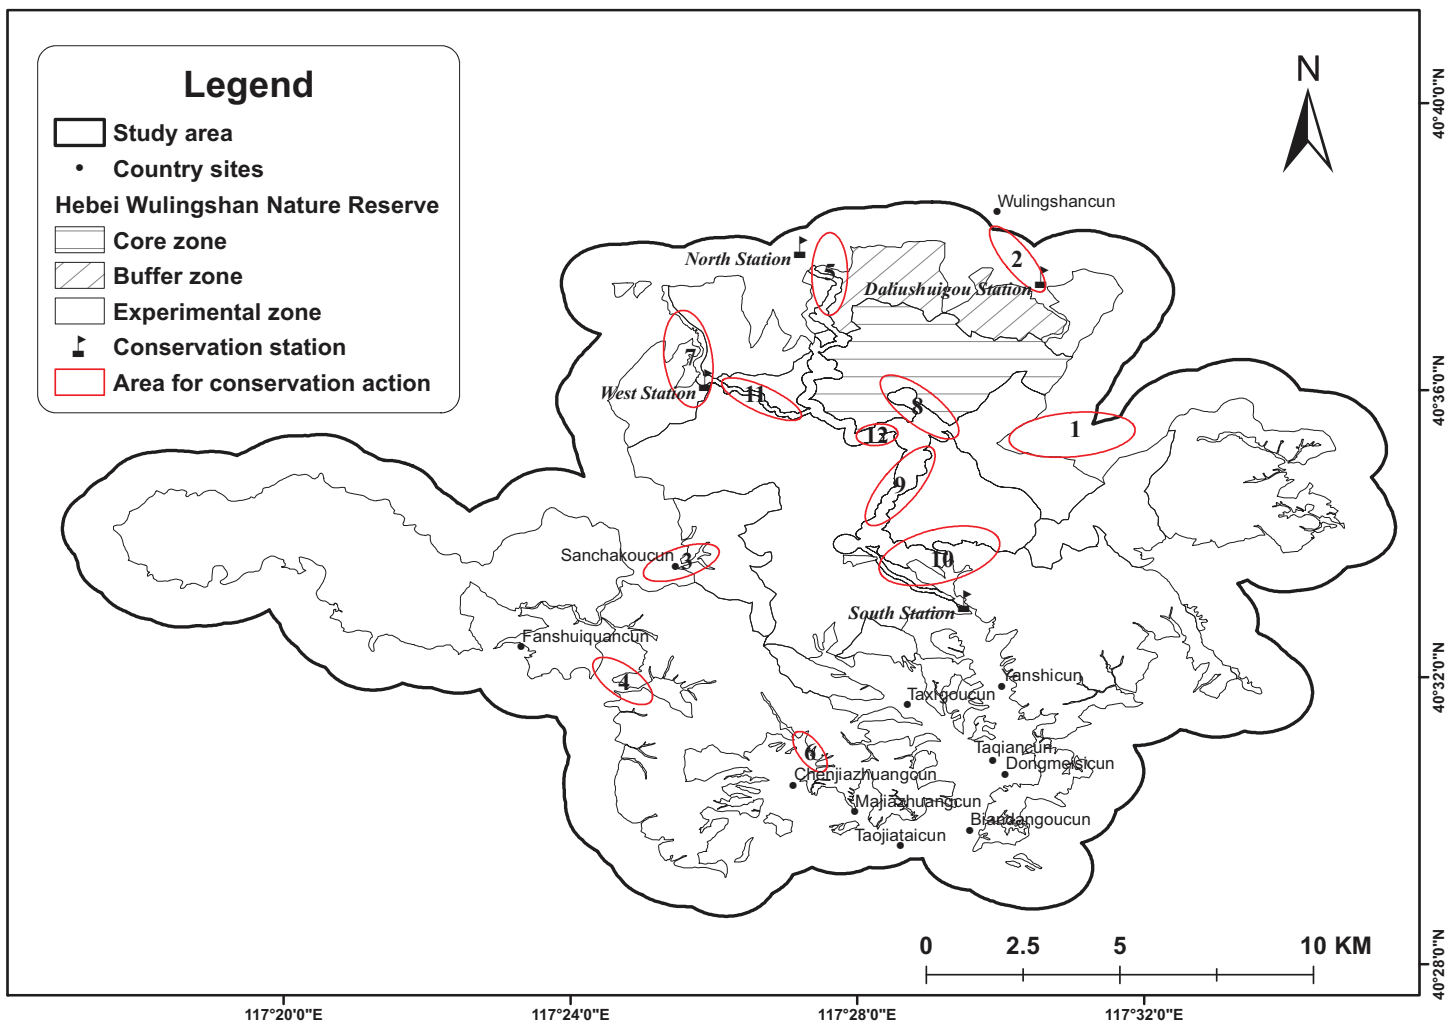 Legend
Study area
Country sites
Hebei Wulingshan Nature Reserve
Core zone
Buffer zone
Experimental zone
Conservation station
Area for conservation action
N
40°40'0"N
40°36'0"N
40°32'0"N
40°28'0"N
Wulingshancun
North Station
5
2
Daliushuigou Station
7
West Station
11
8
12
1
9
Sanchakoucun
3
10
South Station
Fanshuiquancun
4
Yanshicun
Taxigoucun
6
Taqiancun
Dongmeisicun
Chenjiazhuangcun
Majiazhuangcun
Biandangoucun
Taojiataicun
0 2.5 5 10 KM
117°20'0"E 117°24'0"E 117°28'0"E 117°32'0"E